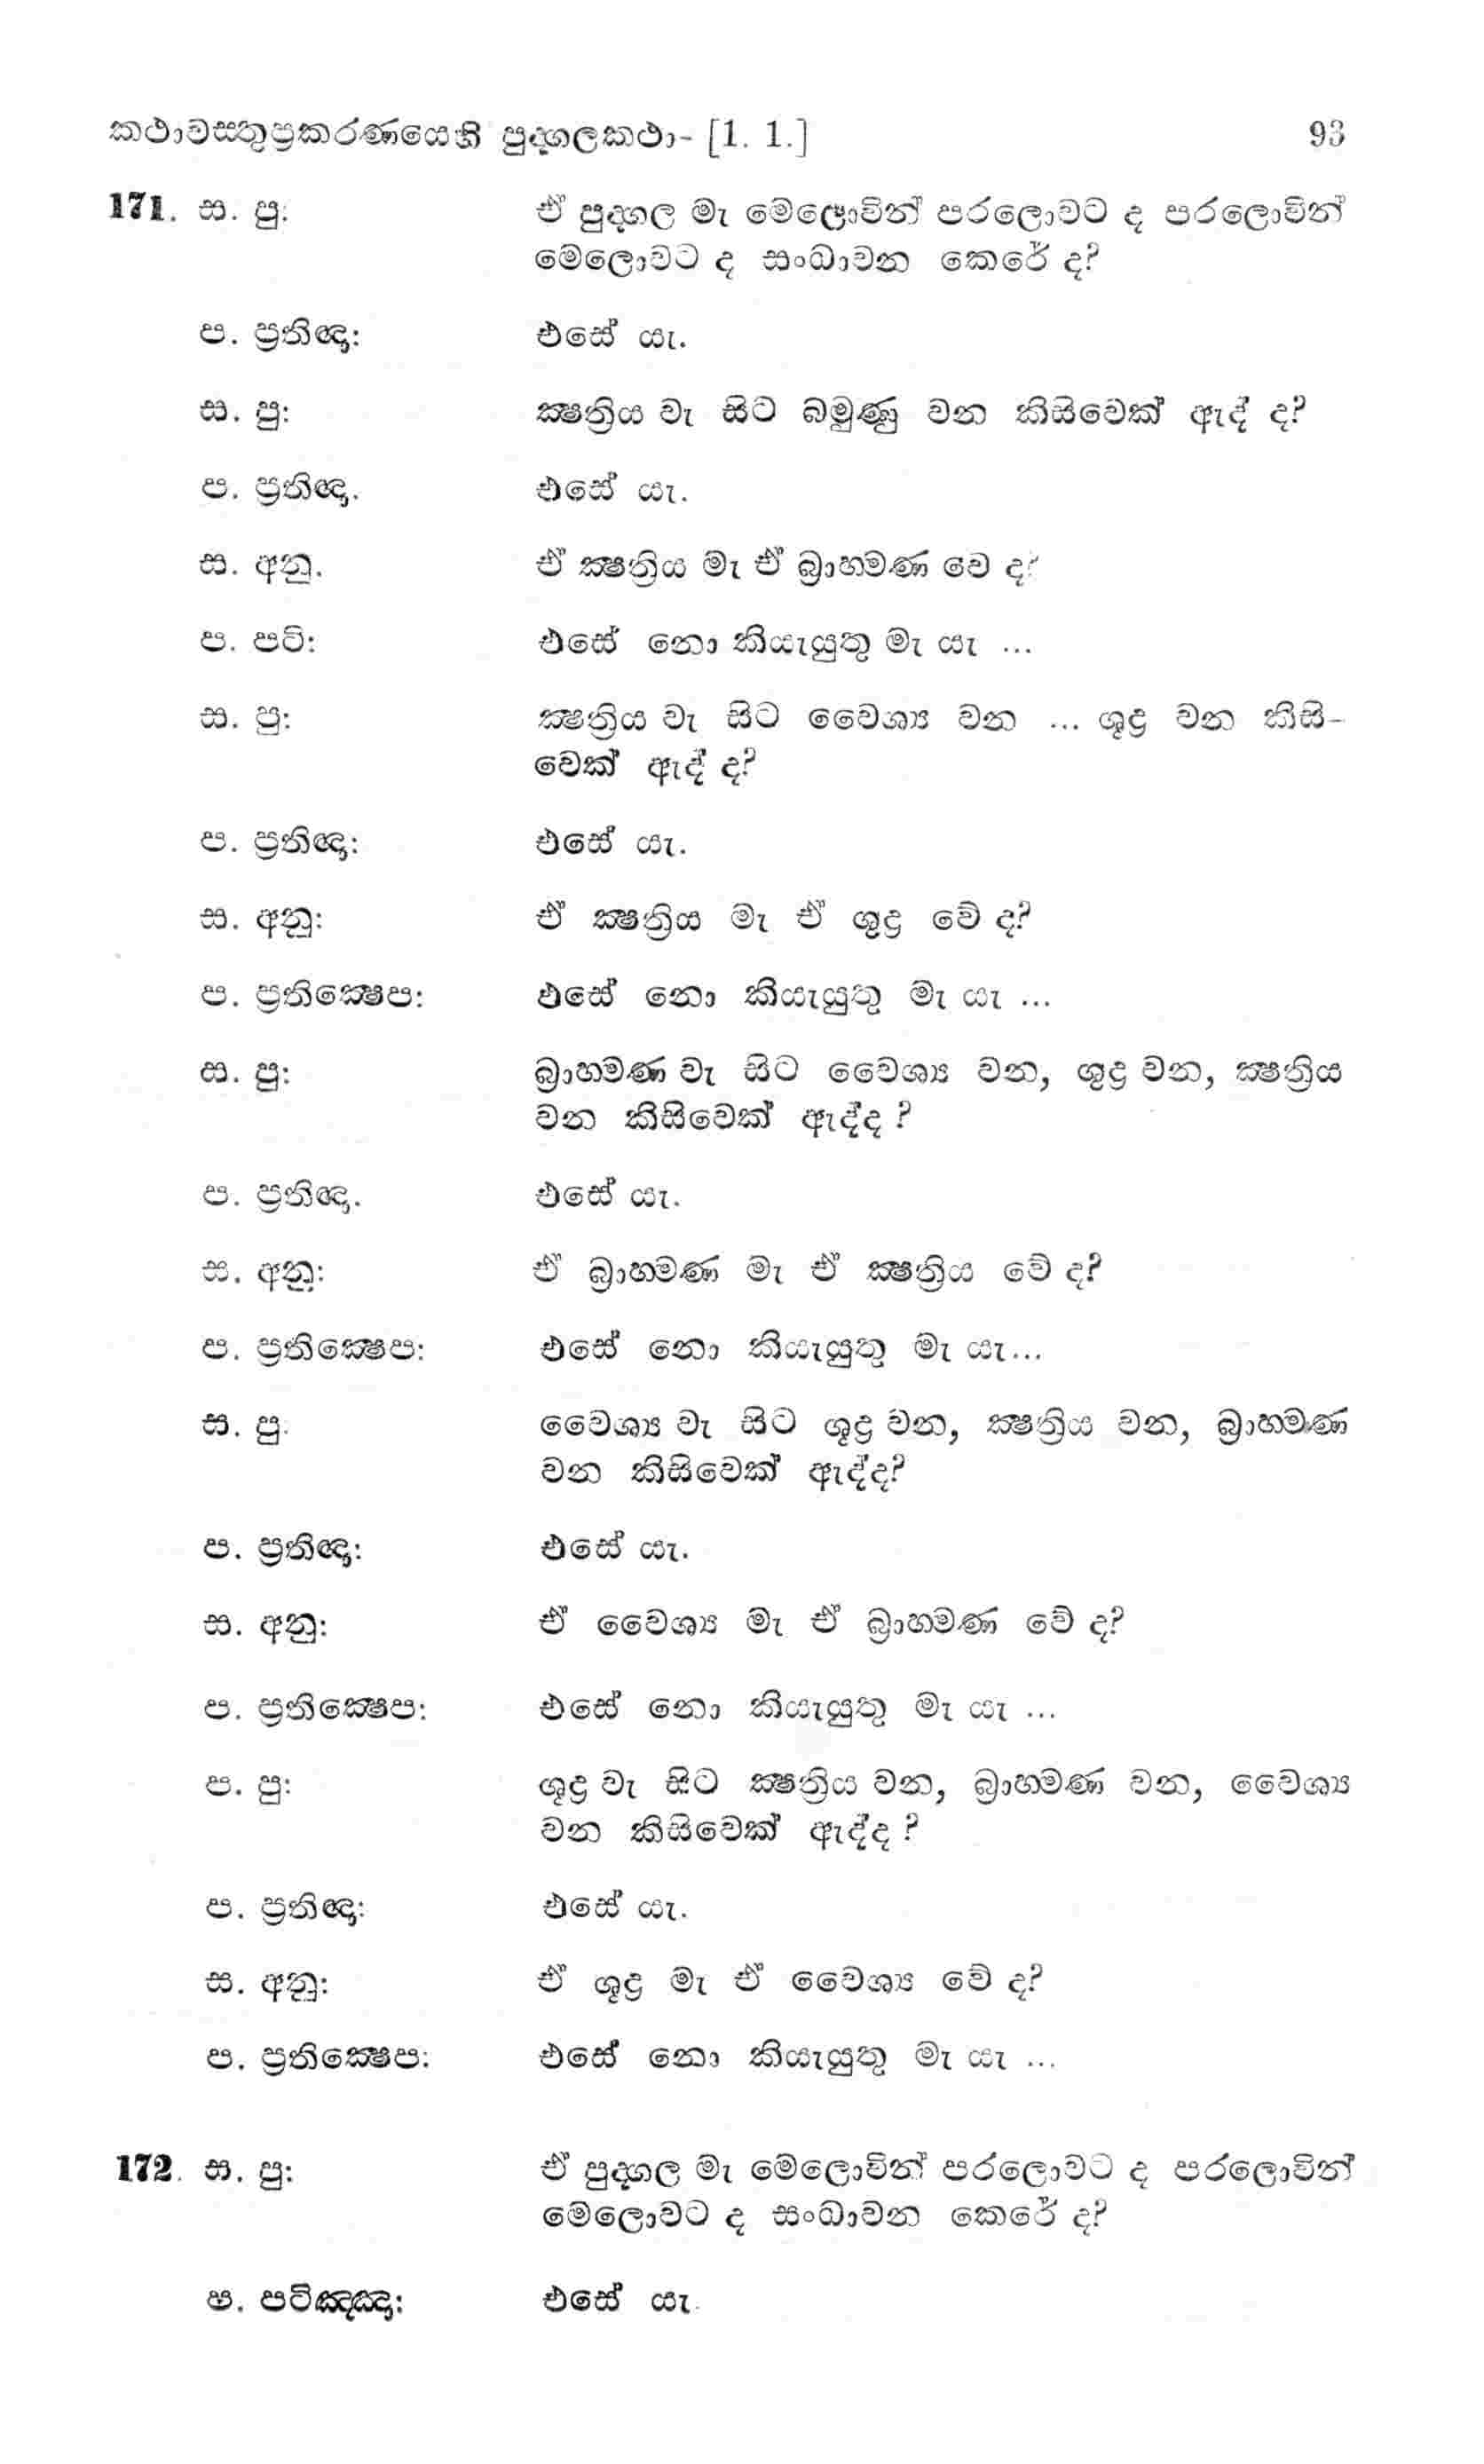 කථාවස්තුප්‍රකරණයෙහි පුද්ගලකථා- [1. 1.] 93
171. ස. පු: ඒ පුද්ගල මැ මෙලොවින් පරලොවට ද පරලොවින්
මෙලොවට ද සංධාවන කෙරේ ද?
ප. ප්‍රතිඥා: එසේ යැ.
ස. පු: ක්‍ෂත්‍රිය වැ සිට බමුණු වන කිසිවෙක් ඇද් ද?
ප. ප්‍රතිඥා. එසේ යැ.
ස. අනු. ඒ ක්‍ෂත්‍රිය මැ ඒ බ්‍රාහමණ වෙ ද?
ප. පටි: එසේ නො කියැයුතු මැ යැ ...
ස. පු: ක්‍ෂත්‍රිය වැ සිට වෛශ්‍ය වන ... ශූද්‍ර වන කිසි-
වෙක් ඇද් ද?
ප. ප්‍රතිඥා: එසේ යැ.
ස. අනු: ඒ ක්‍ෂත්‍රිය මැ ඒ ශූද්‍ර වේ ද?
ප. ප්‍රතික්‍ෂෙප: එසේ නො කියැයුතු මැ යැ ...
ස. පු: බ්‍රාහමණ වැ සිට වෛශ්‍ය වන, ශූද්‍ර වන, ක්‍ෂත්‍රිය
වන කිසිවෙක් ඇද්ද ?
ප. ප්‍රතිඥා. එසේ යැ.
ස. අනු: ඒ බ්‍රාහමණ මැ ඒ ක්‍ෂත්‍රිය වේ ද?
ප. ප්‍රතික්‍ෂෙප: එසේ නො කියැයුතු මැ යැ...
ස. පු. වෛශ්‍ය වැ සිට ශූද්‍ර වන, ක්‍ෂත්‍රිය වන, බ්‍රාහමණ
වන කිසිවෙක් ඇද්ද?
ප. ප්‍රතිඥා: එසේ යැ.
ස. අනු: ඒ වෛශ්‍ය මැ ඒ බ්‍රාහමණ වේ ද?
ප. ප්‍රතික්‍ෂෙප: එසේ නො කියැයුතු මැ යැ ...
ප. පු: ශූද්‍ර වැ සිට ක්‍ෂත්‍රිය වන, බ්‍රාහමණ වන, වෛශ්‍ය
වන කිසිවෙක් ඇද්ද ?
ප. ප්‍රතිඥා: එසේ යැ.
ස. අනු: ඒ ශූද්‍ර මැ ඒ වෛශ්‍ය වේ ද?
ප. ප්‍රතික්‍ෂෙප: එසේ නො කියැයුතු මැ යැ ...
172. ස. පු: ඒ පුද්ගල මැ මෙලොවින් පරලොවට ද පරලොවින්
මෙලොවට ද සංධාවන කෙරේ ද?
ෂ. පටිඤ්ඤා: එසේ යැ.